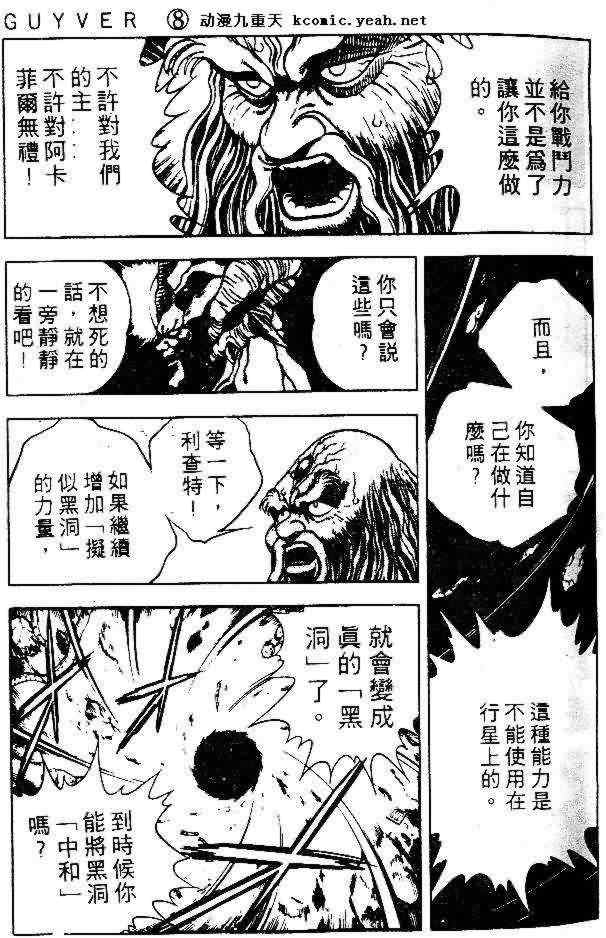 GUYVER ⑧ 动漫九重天 kcomic.yeah.net
給你戰鬥力
並不是爲了
讓你這麼做
的。
不許對我們
的主：：
不許對阿卡
菲爾無禮！
而且，
你知道自
己在做什
麼嗎？
這種能力是
不能使用在
行星上的。
你只會説
這些嗎？
不想死的
話，就在
一旁靜靜
的看吧！
等一下，
利查特！
如果繼續
增加「擬
似黑洞」
的力量，
就會變成
真的「黑
洞」了。
到時候你
能將黑洞
「中和」
嗎？